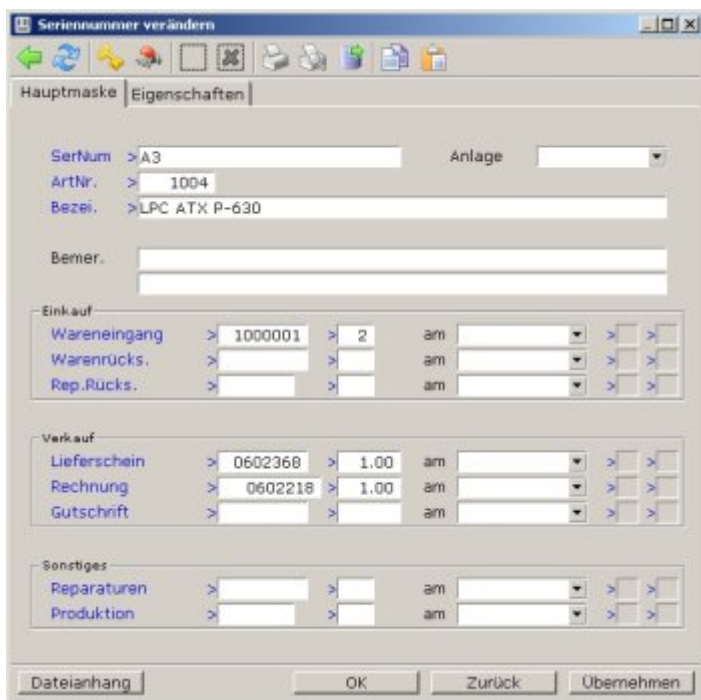 Seriennummer verändern
Hauptmaske Eigenschaften
SerNum > A3 Anlage
ArtNr. > 1004
Bezei. > LPC ATX P-630
Bemer.
Einkauf
Wareneingang > 1000001 > 2 am > >
Warenrücks. > > am > >
Rep.Rücks. > > am > >
Verkauf
Lieferschein > 0602368 > 1.00 am > >
Rechnung > 0602218 > 1.00 am > >
Gutschrift > > am > >
Sonstiges
Reparaturen > > am > >
Produktion > > am > >
Dateianhang OK Zurück Übernehmen